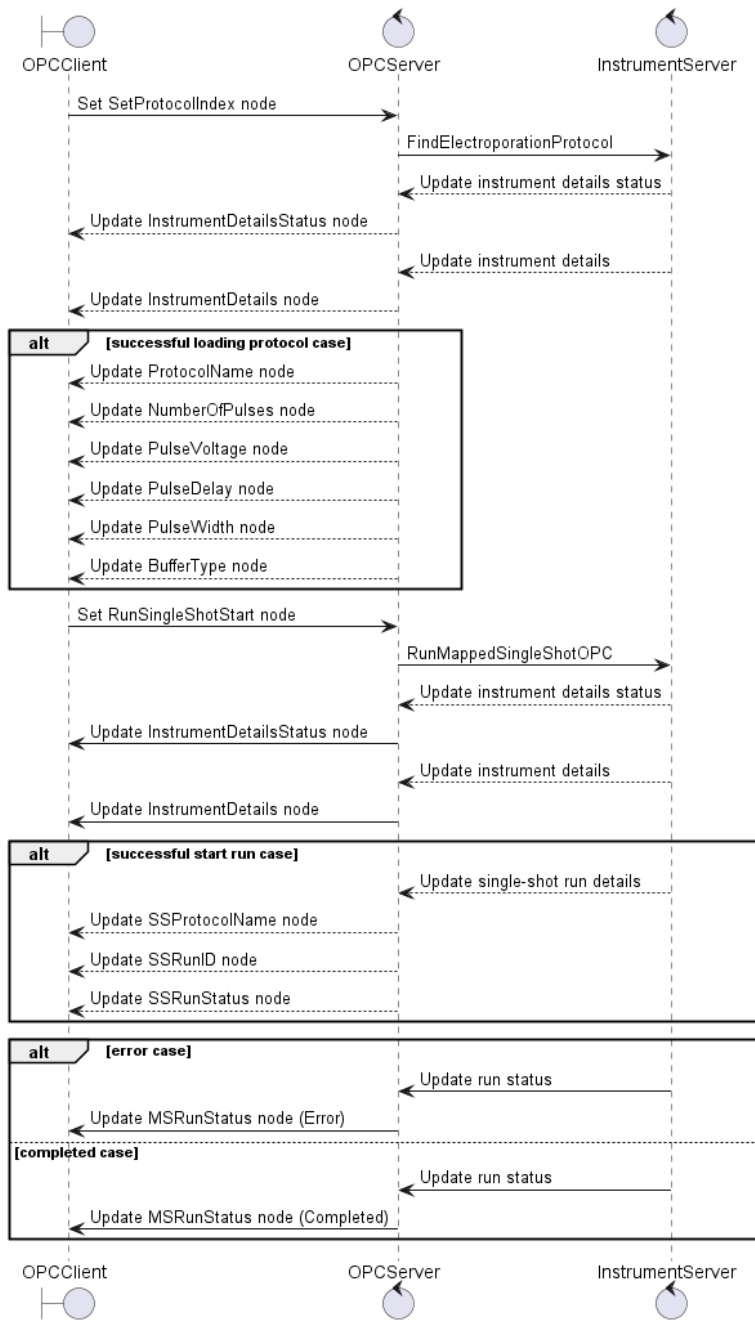 OPCClient
OPCServer
InstrumentServer
Set SetProtocolIndex node
FindElectroporationProtocol
Update instrument details status
Update InstrumentDetailsStatus node
Update instrument details
Update InstrumentDetails node
alt
[successful loading protocol case]
Update ProtocolName node
Update NumberOfPulses node
Update PulseVoltage node
Update PulseDelay node
Update PulseWidth node
Update BufferType node
Set RunSingleShotStart node
RunMappedSingleShotOPC
Update instrument details status
Update InstrumentDetailsStatus node
Update instrument details
Update InstrumentDetails node
alt
[successful start run case]
Update single-shot run details
Update SSProtocolName node
Update SSRunID node
Update SSRunStatus node
alt
[error case]
Update run status
Update MSRunStatus node (Error)
[completed case]
Update run status
Update MSRunStatus node (Completed)
OPCClient
OPCServer
InstrumentServer